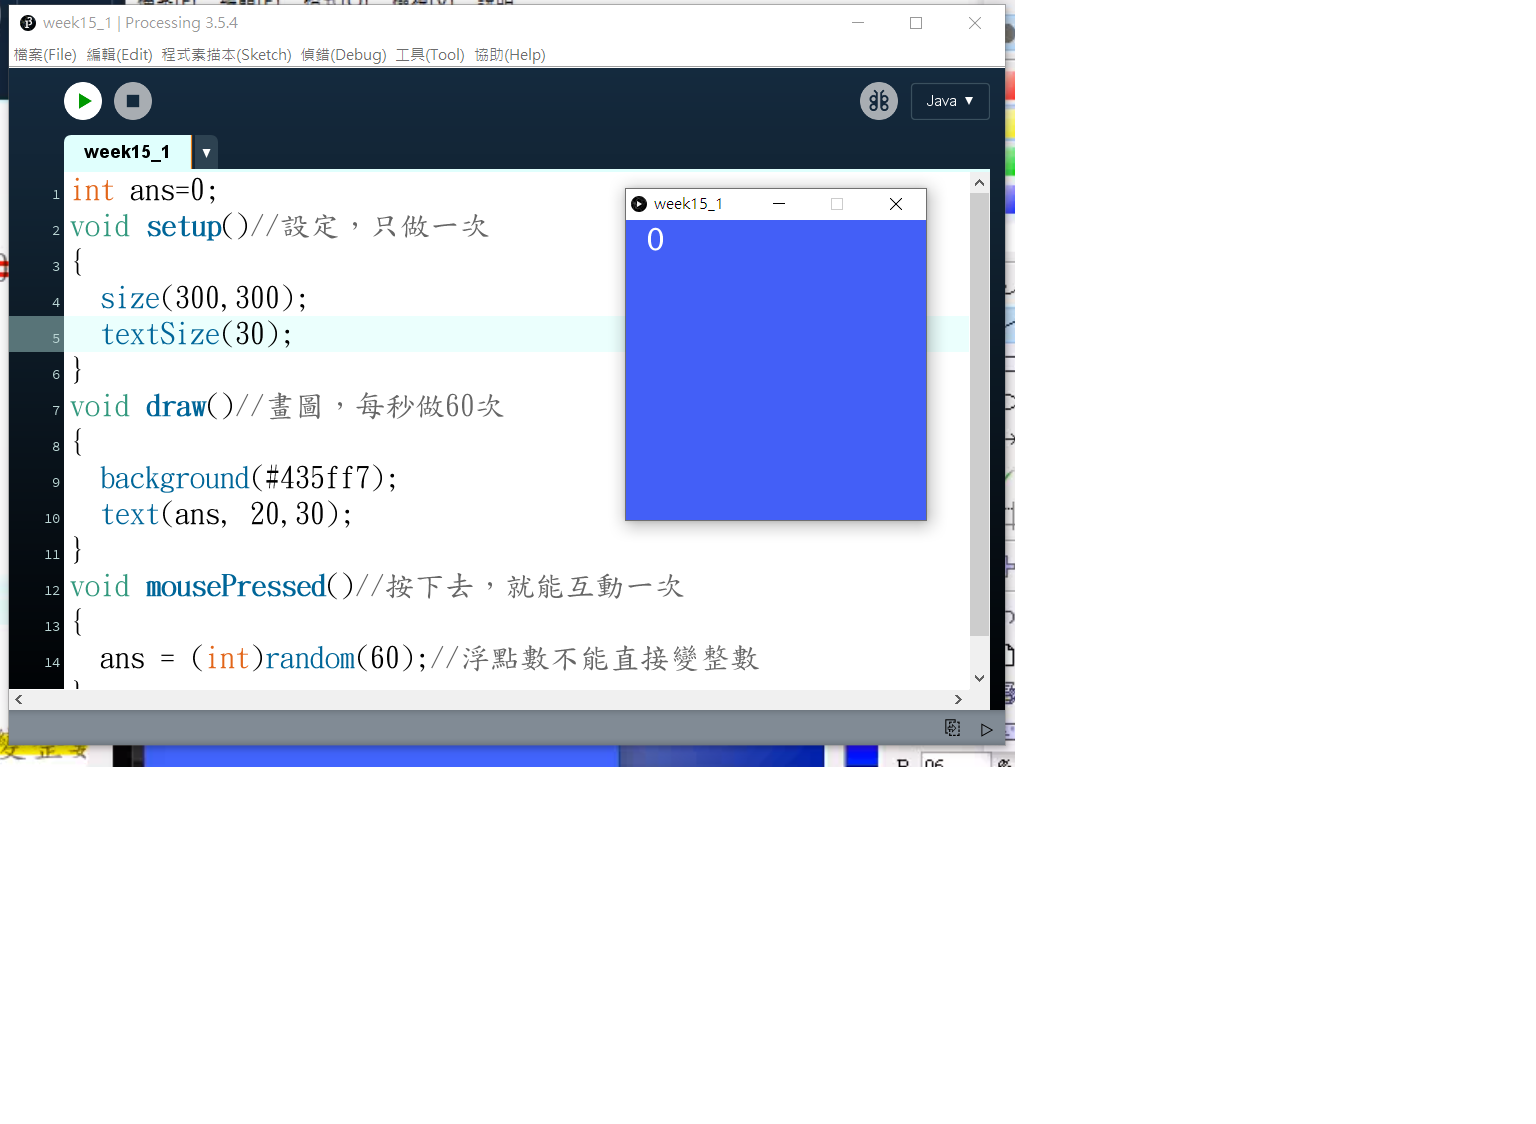 week15_1 | Processing 3.5.4
檔案(File) 編輯(Edit) 程式素描本(Sketch) 偵錯(Debug) 工具(Tool) 協助(Help)
Java ▼
week15_1 ▼
1 int ans=0;
2 void setup()//設定，只做一次
3 {
4 size(300,300);
5 textSize(30);
6 }
7 void draw()//畫圖，每秒做60次
8 {
9 background(#435ff7);
10 text(ans, 20,30);
11 }
12 void mousePressed()//按下去，就能互動一次
13 {
14 ans = (int)random(60);//浮點數不能直接變整數
week15_1
0